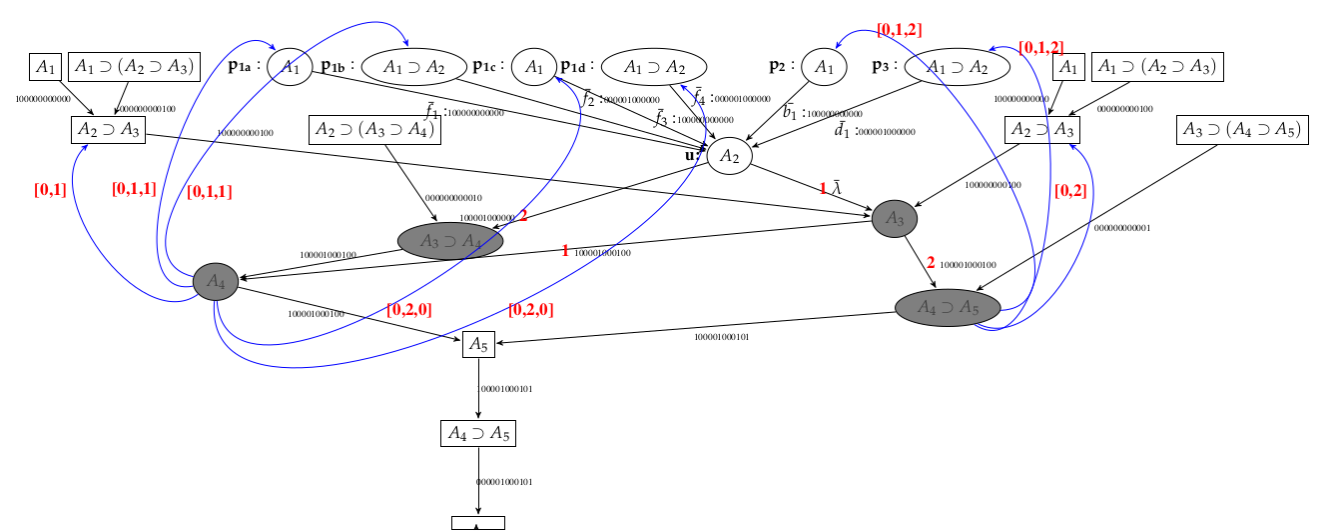 [0,1,2]
[0,1,2]
A₁ A₁ ⊃ (A₂ ⊃ A₃) p1a : A₁ p1b : A₁ ⊃ A₂ p1c : A₁ p1d : A₁ ⊃ A₂ p2 : A₁ p3 : A₁ ⊃ A₂ A₁ A₁ ⊃ (A₂ ⊃ A₃)
100000000000 000000000100 f̄₁ :100000000000 f̄₂ :000001000000 f̄₃ :100000000000 f̄₄ :000001000000 b̄₁ :100000000000 d̄₁ :000001000000 100000000000 000000000100
A₂ ⊃ A₃ 100000000100 A₂ ⊃ (A₃ ⊃ A₄) A₂ ⊃ A₃ A₃ ⊃ (A₄ ⊃ A₅)
u: A₂
[0,1] [0,1,1] [0,1,1] 000000000010 1 λ̄ 100000000100 [0,2]
100001000000 2 A₃ 000000000001
A₃ ⊃ A₄
100001000100 1 100001000100 2 100001000100
A₄ A₄ ⊃ A₅
100001000100 [0,2,0] [0,2,0]
A₅ 100001000101
100001000101
A₄ ⊃ A₅
000001000101